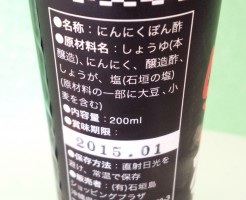 ●名称：にんにくぽん酢
●原材料名：しょうゆ(本
醸造)、にんにく、醸造酢、
しょうが、塩(石垣の塩)
(原材料の一部に大豆、小
麦を含む)
●内容量：200ml
●賞味期限：
2015.01
●保存方法：直射日光を
避け、常温で保存
●販売者：(有)石垣島
ショッピングプラザ